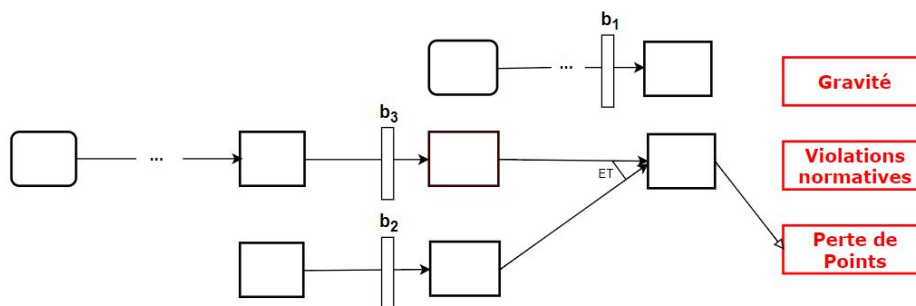 b1
...
Gravité
b3
...
Violations
normatives
ET
b2
Perte de
Points